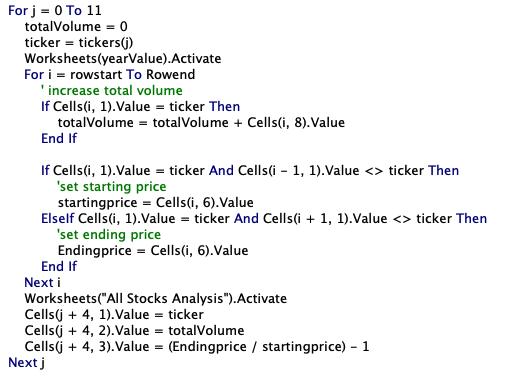 For j = 0 To 11
totalVolume = 0
ticker = tickers(j)
Worksheets(yearValue).Activate
For i = rowstart To Rowend
' increase total volume
If Cells(i, 1).Value = ticker Then
totalVolume = totalVolume + Cells(i, 8).Value
End If
If Cells(i, 1).Value = ticker And Cells(i - 1, 1).Value <> ticker Then
'set starting price
startingprice = Cells(i, 6).Value
ElseIf Cells(i, 1).Value = ticker And Cells(i + 1, 1).Value <> ticker Then
'set ending price
Endingprice = Cells(i, 6).Value
End If
Next i
Worksheets("All Stocks Analysis").Activate
Cells(j + 4, 1).Value = ticker
Cells(j + 4, 2).Value = totalVolume
Cells(j + 4, 3).Value = (Endingprice / startingprice) - 1
Next j